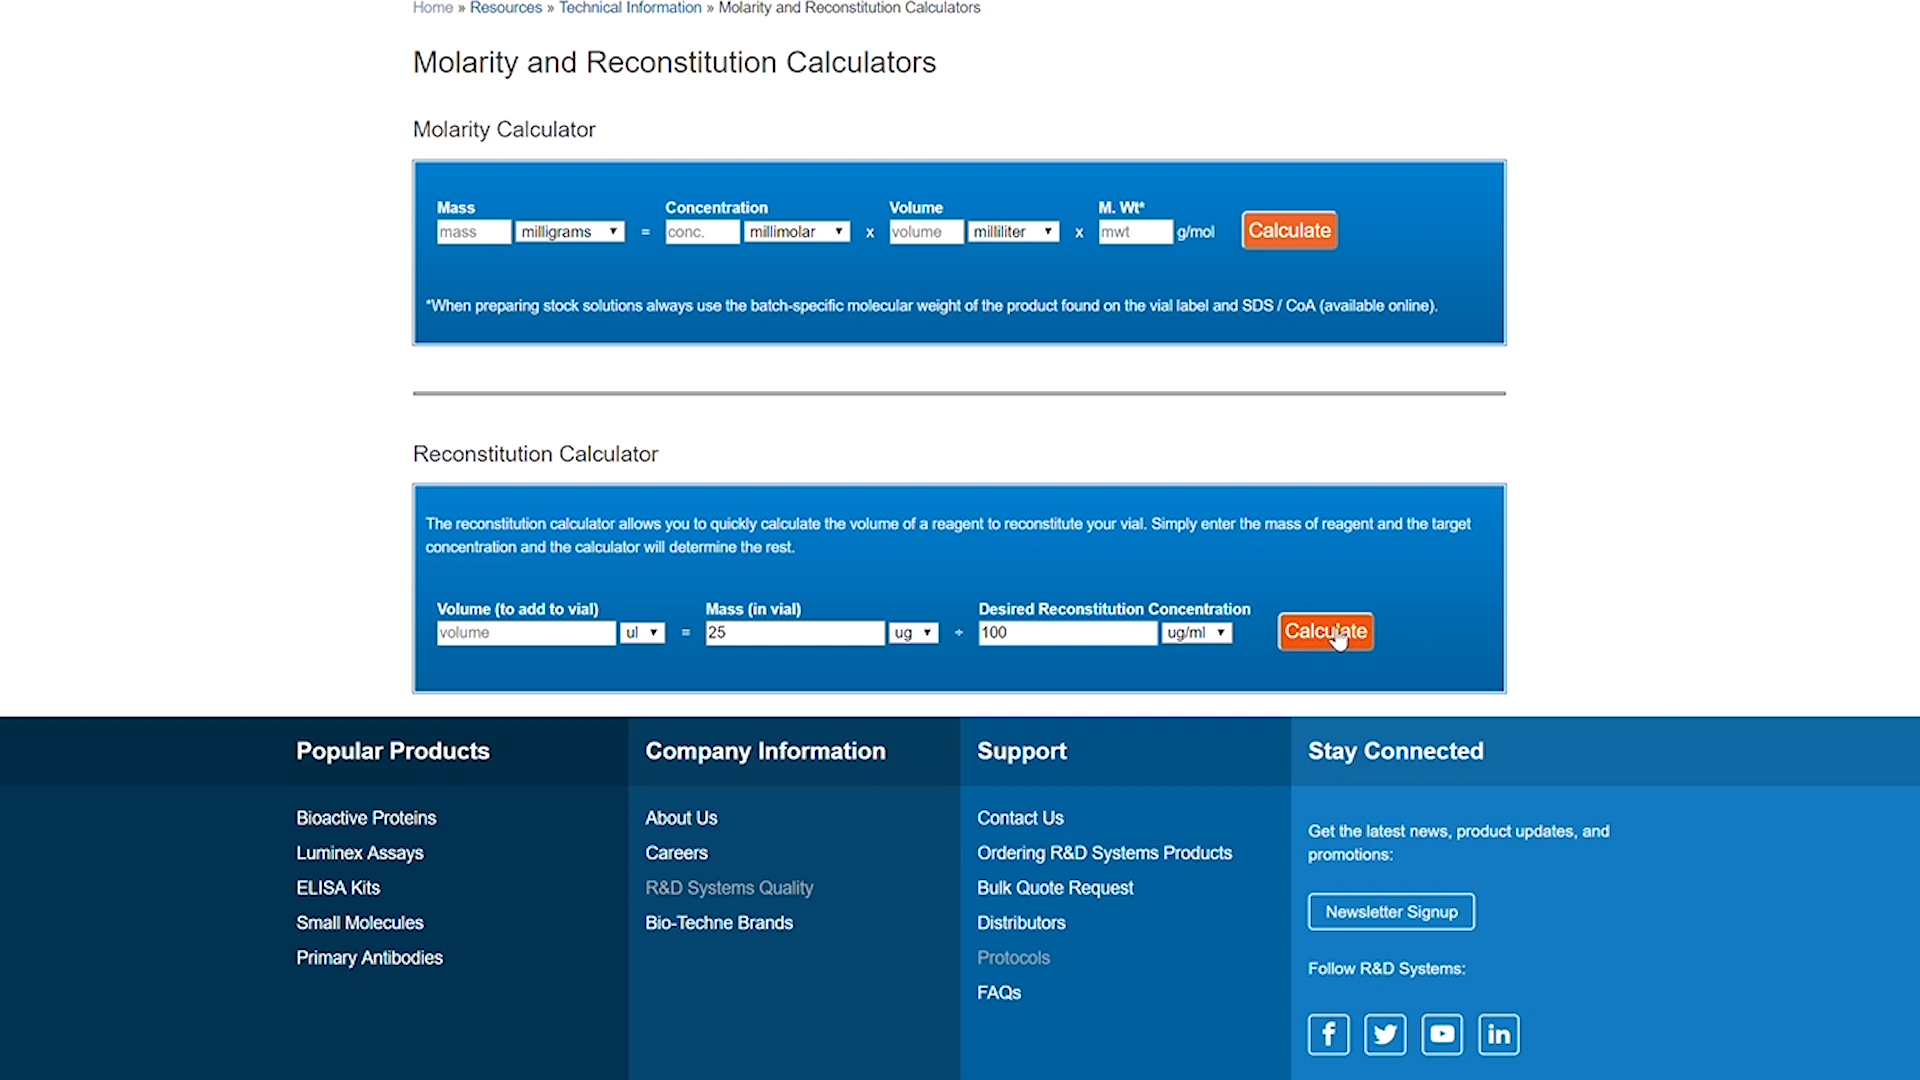 Home » Resources » Technical Information » Molarity and Reconstitution Calculators
Molarity and Reconstitution Calculators
Molarity Calculator
Mass Concentration Volume M. Wt*
mass milligrams = conc. millimolar x volume milliliter x mwt g/mol Calculate
*When preparing stock solutions always use the batch-specific molecular weight of the product found on the vial label and SDS / CoA (available online).
Reconstitution Calculator
The reconstitution calculator allows you to quickly calculate the volume of a reagent to reconstitute your vial. Simply enter the mass of reagent and the target
concentration and the calculator will determine the rest.
Volume (to add to vial) Mass (in vial) Desired Reconstitution Concentration
volume ul = 25 ug ÷ 100 ug/ml Calculate
Popular Products
Bioactive Proteins
Luminex Assays
ELISA Kits
Small Molecules
Primary Antibodies
Company Information
About Us
Careers
R&D Systems Quality
Bio-Techne Brands
Support
Contact Us
Ordering R&D Systems Products
Bulk Quote Request
Distributors
Protocols
FAQs
Stay Connected
Get the latest news, product updates, and
promotions:
Newsletter Signup
Follow R&D Systems: